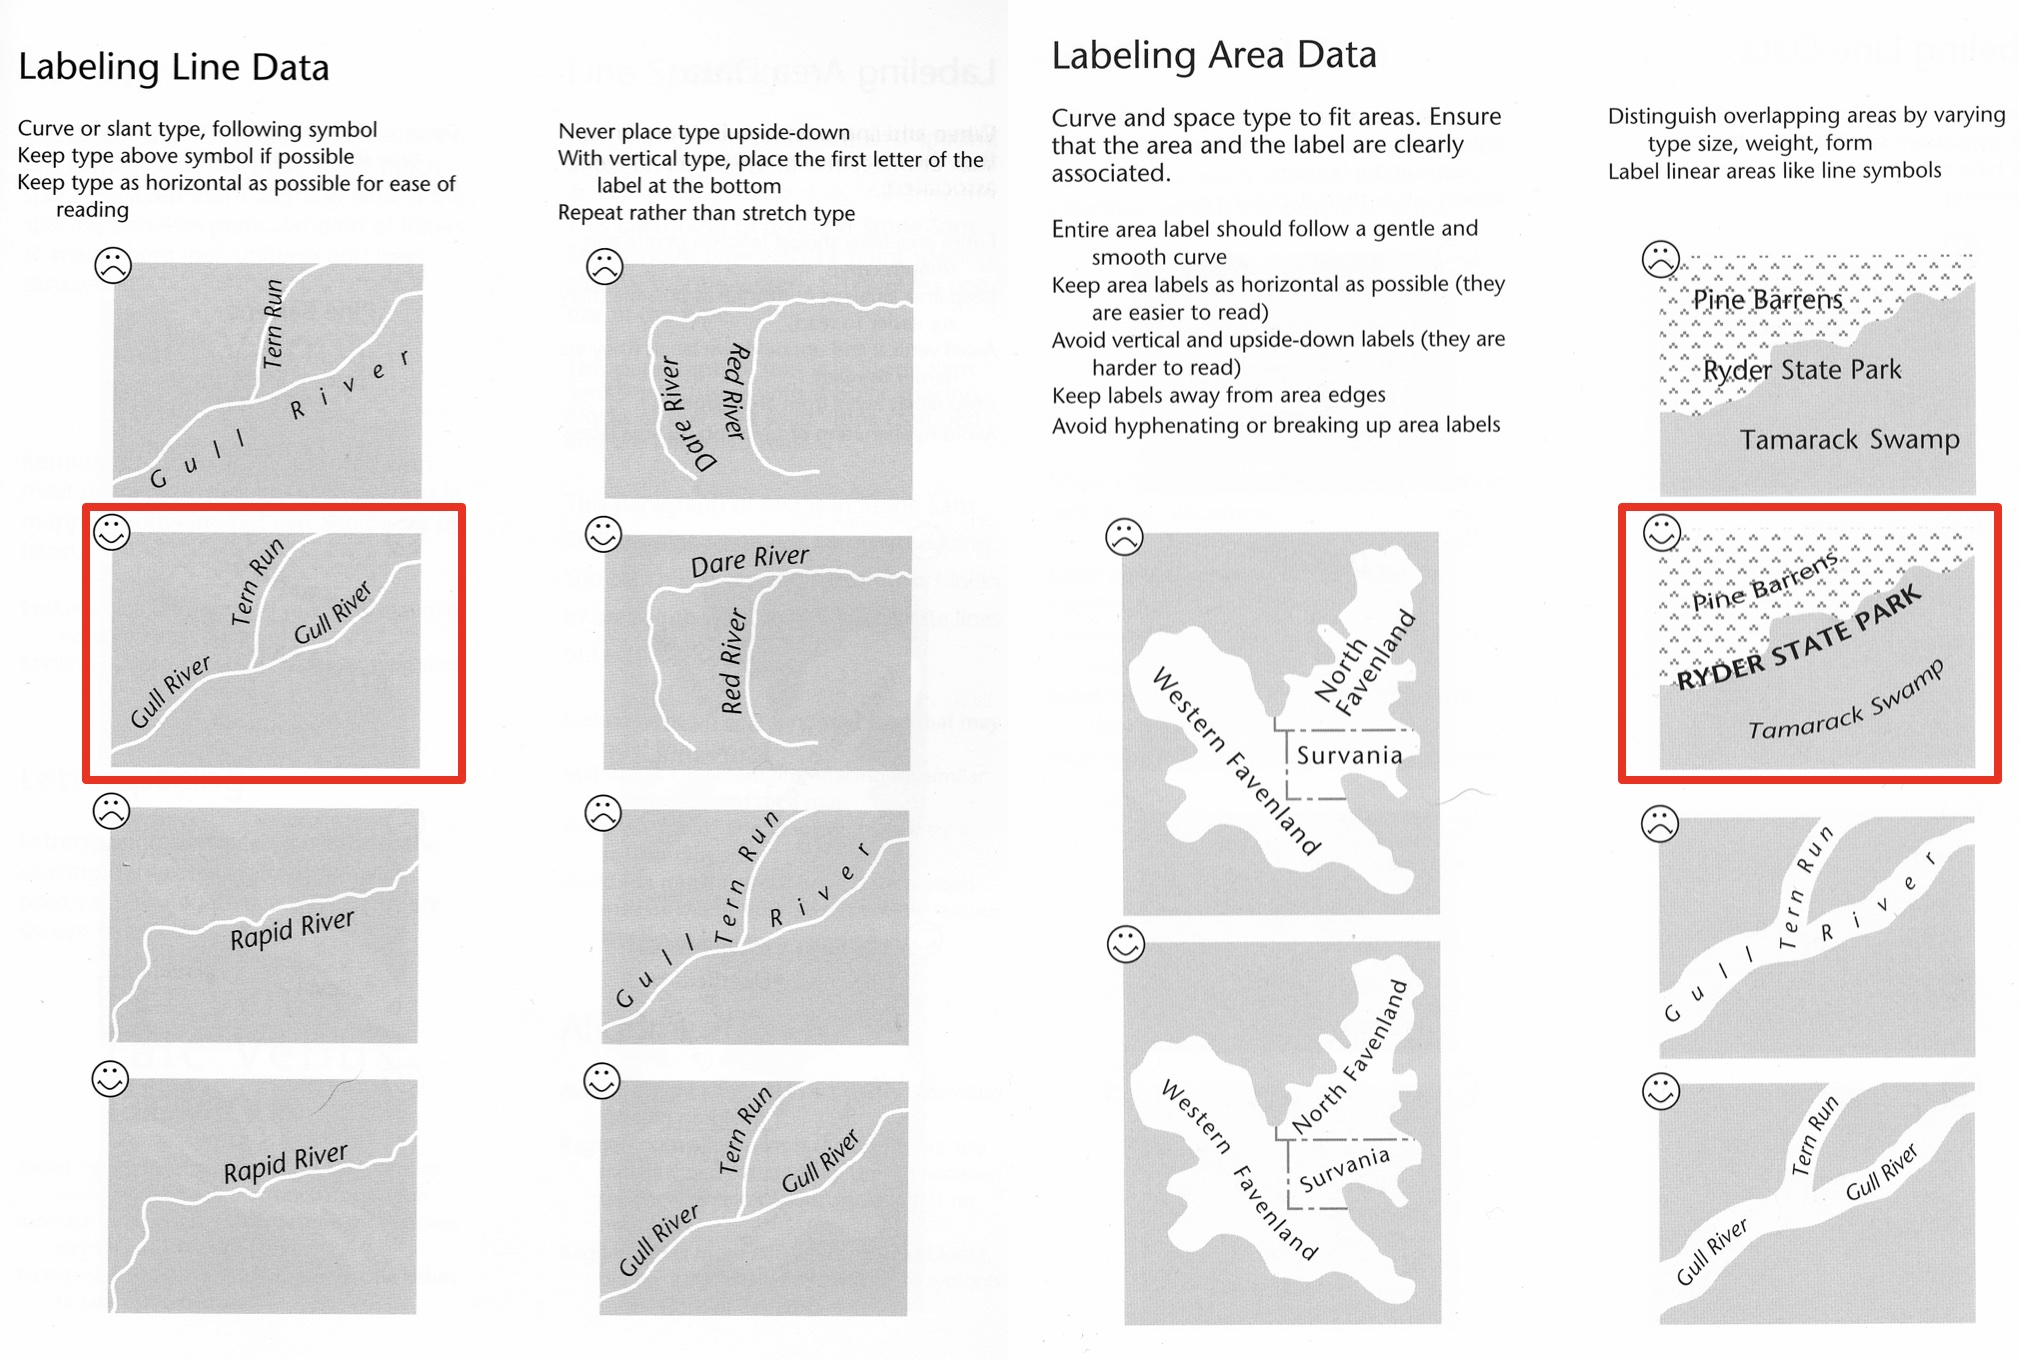 Labeling Line Data
Curve or slant type, following symbol
Keep type above symbol if possible
Keep type as horizontal as possible for ease of
reading
Tern Run
Gull River
Tern Run
Gull River
Gull River
Rapid River
Rapid River
Never place type upside-down
With vertical type, place the first letter of the
label at the bottom
Repeat rather than stretch type
Dare River
Red River
Dare River
Red River
Tern Run
Gull River
Tern Run
Gull River
Gull River
Labeling Area Data
Curve and space type to fit areas. Ensure
that the area and the label are clearly
associated.
Entire area label should follow a gentle and
smooth curve
Keep area labels as horizontal as possible (they
are easier to read)
Avoid vertical and upside-down labels (they are
harder to read)
Keep labels away from area edges
Avoid hyphenating or breaking up area labels
North
Favenland
Western Favenland
Survania
North Favenland
Western Favenland
Survania
Distinguish overlapping areas by varying
type size, weight, form
Label linear areas like line symbols
Pine Barrens
Ryder State Park
Tamarack Swamp
Pine Barrens
RYDER STATE PARK
Tamarack Swamp
Tern Run
Gull River
Tern Run
Gull River
Gull River